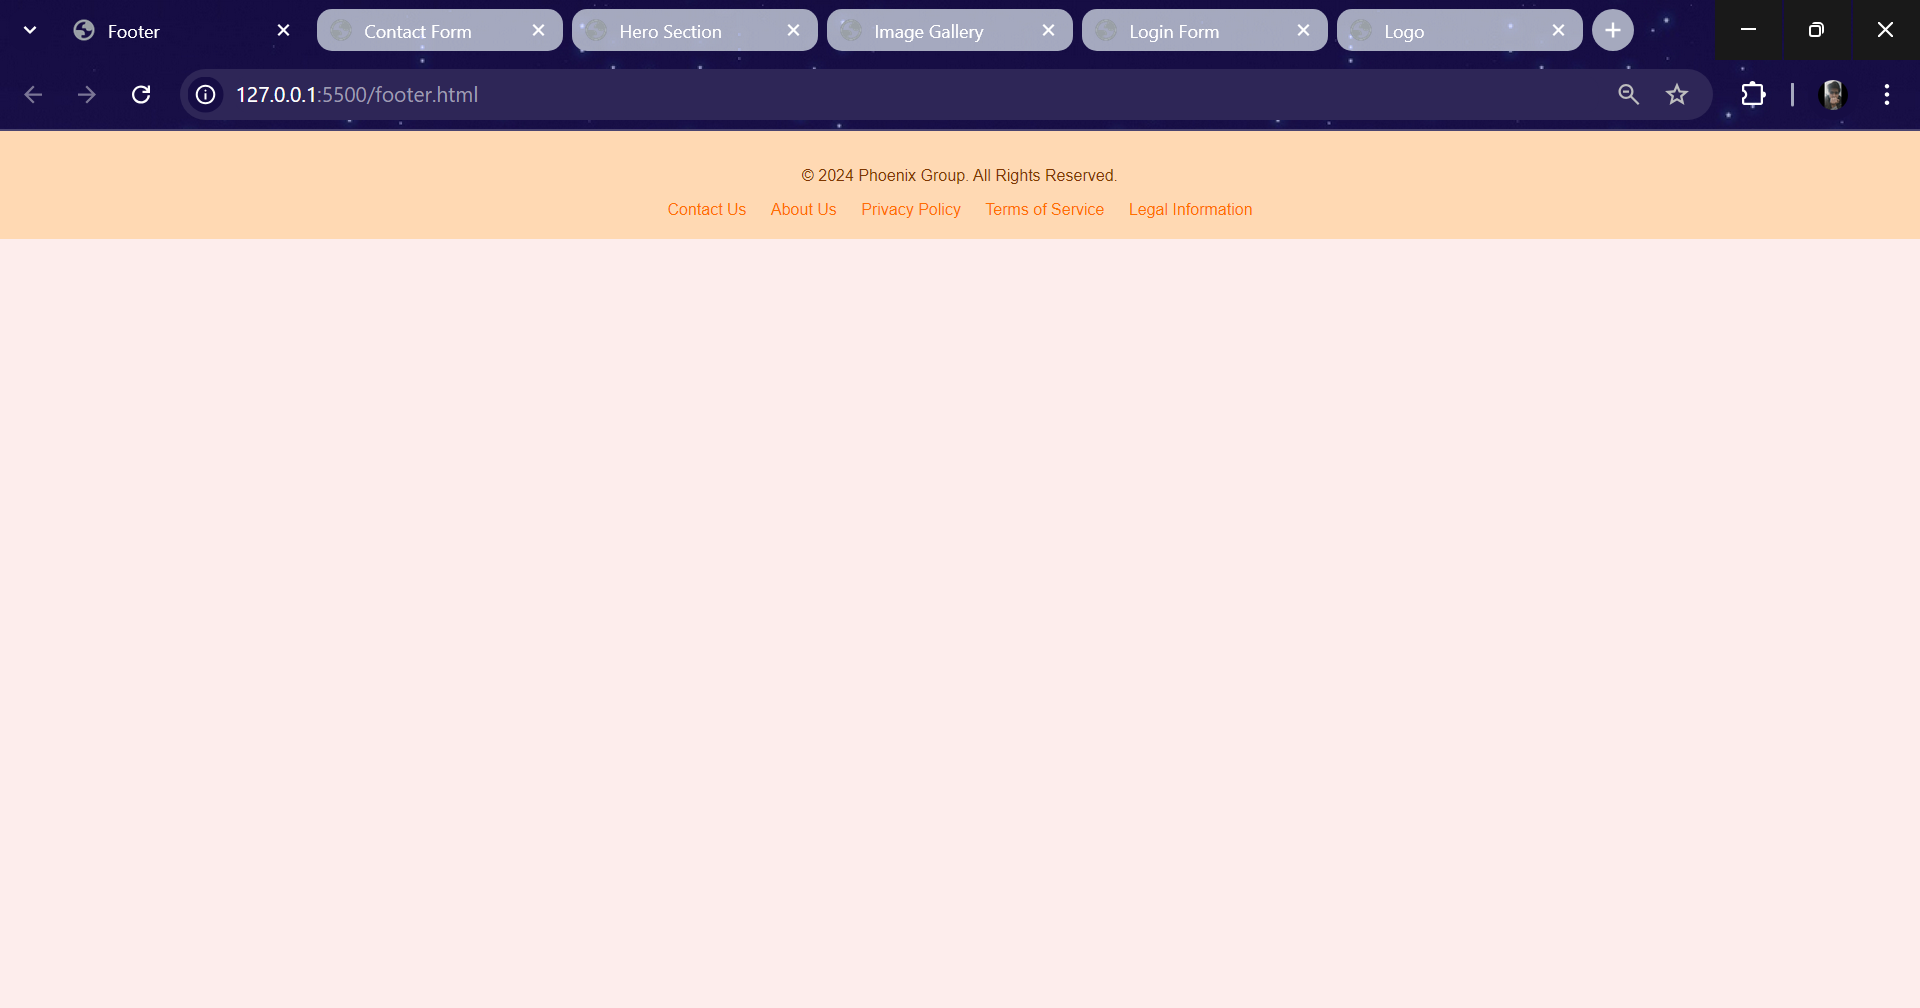 Footer
Contact Form
Hero Section
Image Gallery
Login Form
Logo
127.0.0.1:5500/footer.html
© 2024 Phoenix Group. All Rights Reserved.
Contact Us About Us Privacy Policy Terms of Service Legal Information